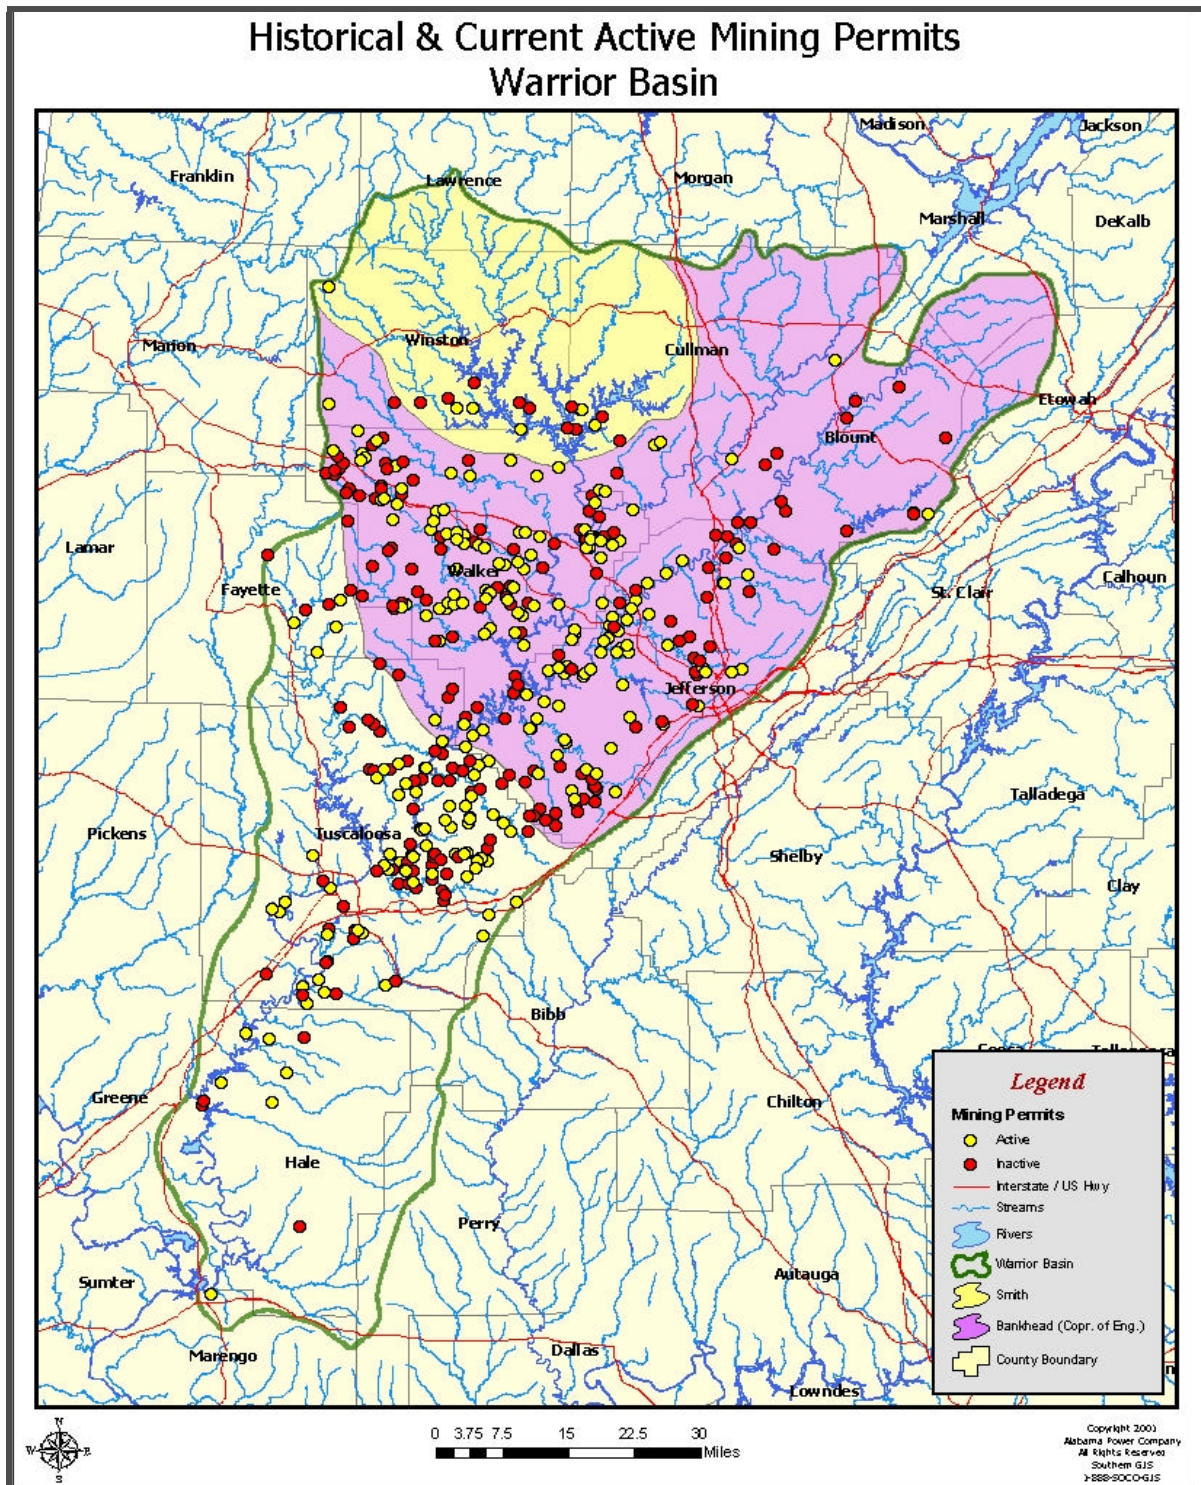 Historical & Current Active Mining Permits
Warrior Basin
Madison
Jackson
Franklin
Lawrence
Morgan
Marshall
DeKalb
Marion
Winston
Cullman
Etowah
Blount
Lamar
Fayette
Walker
St. Clair
Calhoun
Jefferson
Talladega
Pickens
Tuscaloosa
Shelby
Clay
Bibb
Greene
Chilton
Hale
Perry
Sumter
Autauga
Marengo
Dallas
Lowndes
Legend
Mining Permits
Active
Inactive
Interstate / US Hwy
Streams
Rivers
Warrior Basin
Smith
Bankhead (Copr. of Eng.)
County Boundary
N
W E
S
0 3.75 7.5 15 22.5 30
Miles
Copyright 2001
Alabama Power Company
All Rights Reserved
Southern GIS
1-888-SOCO-GIS